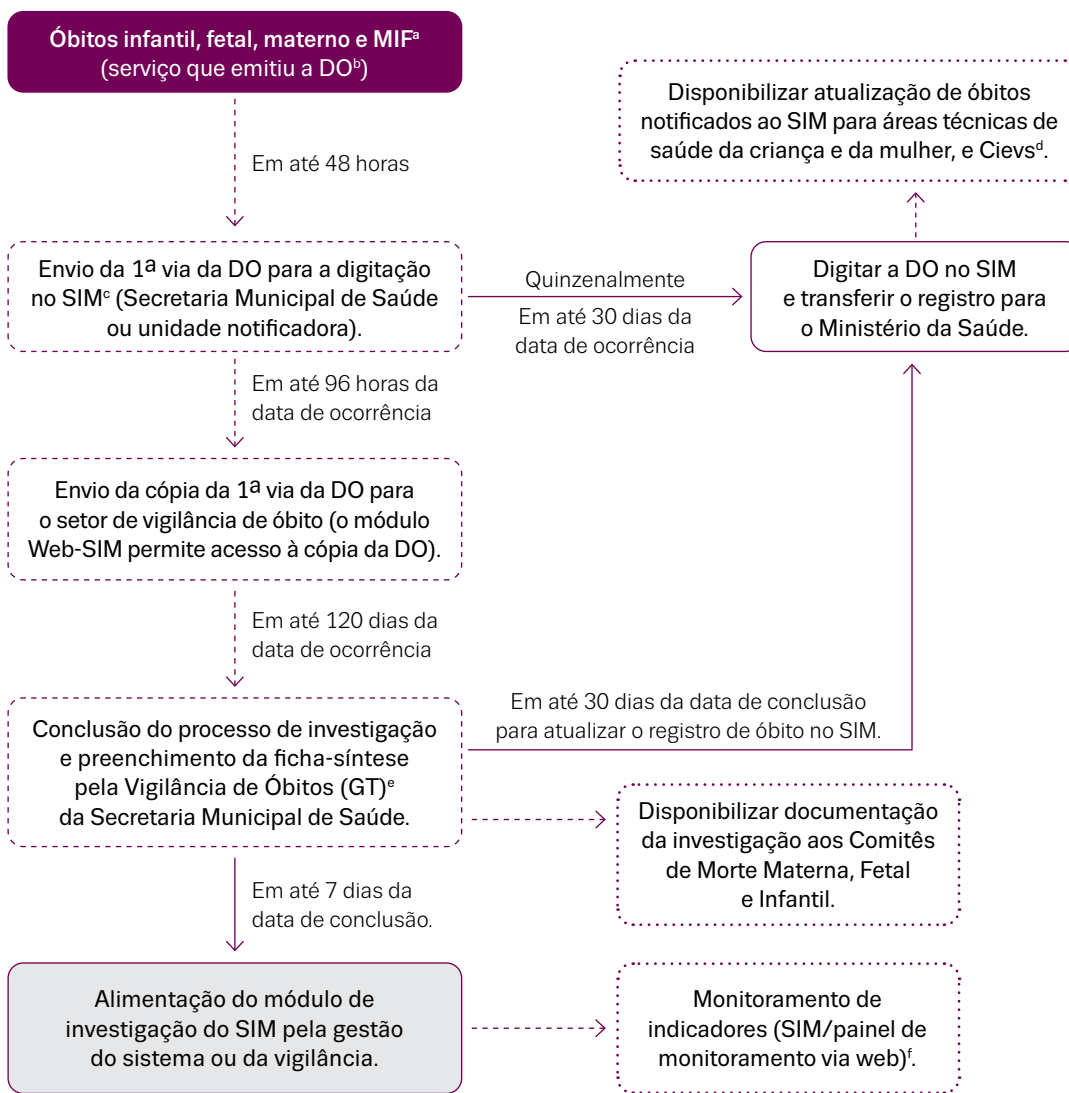 Óbitos infantil, fetal, materno e MIFᵃ
(serviço que emitiu a DOᵇ)
Em até 48 horas
Disponibilizar atualização de óbitos
notificados ao SIM para áreas técnicas de
saúde da criança e da mulher, e Cievsᵈ.
Envio da 1ª via da DO para a digitação
no SIMᶜ (Secretaria Municipal de Saúde
ou unidade notificadora).
Quinzenalmente
Em até 30 dias da
data de ocorrência
Digitar a DO no SIM
e transferir o registro para
o Ministério da Saúde.
Em até 96 horas da
data de ocorrência
Envio da cópia da 1ª via da DO para
o setor de vigilância de óbito (o módulo
Web-SIM permite acesso à cópia da DO).
Em até 120 dias da
data de ocorrência
Conclusão do processo de investigação
e preenchimento da ficha-síntese
pela Vigilância de Óbitos (GT)ᵉ
da Secretaria Municipal de Saúde.
Em até 30 dias da data de conclusão
para atualizar o registro de óbito no SIM.
Disponibilizar documentação
da investigação aos Comitês
de Morte Materna, Fetal
e Infantil.
Em até 7 dias da
data de conclusão.
Alimentação do módulo de
investigação do SIM pela gestão
do sistema ou da vigilância.
Monitoramento de
indicadores (SIM/painel de
monitoramento via web)ᶠ.